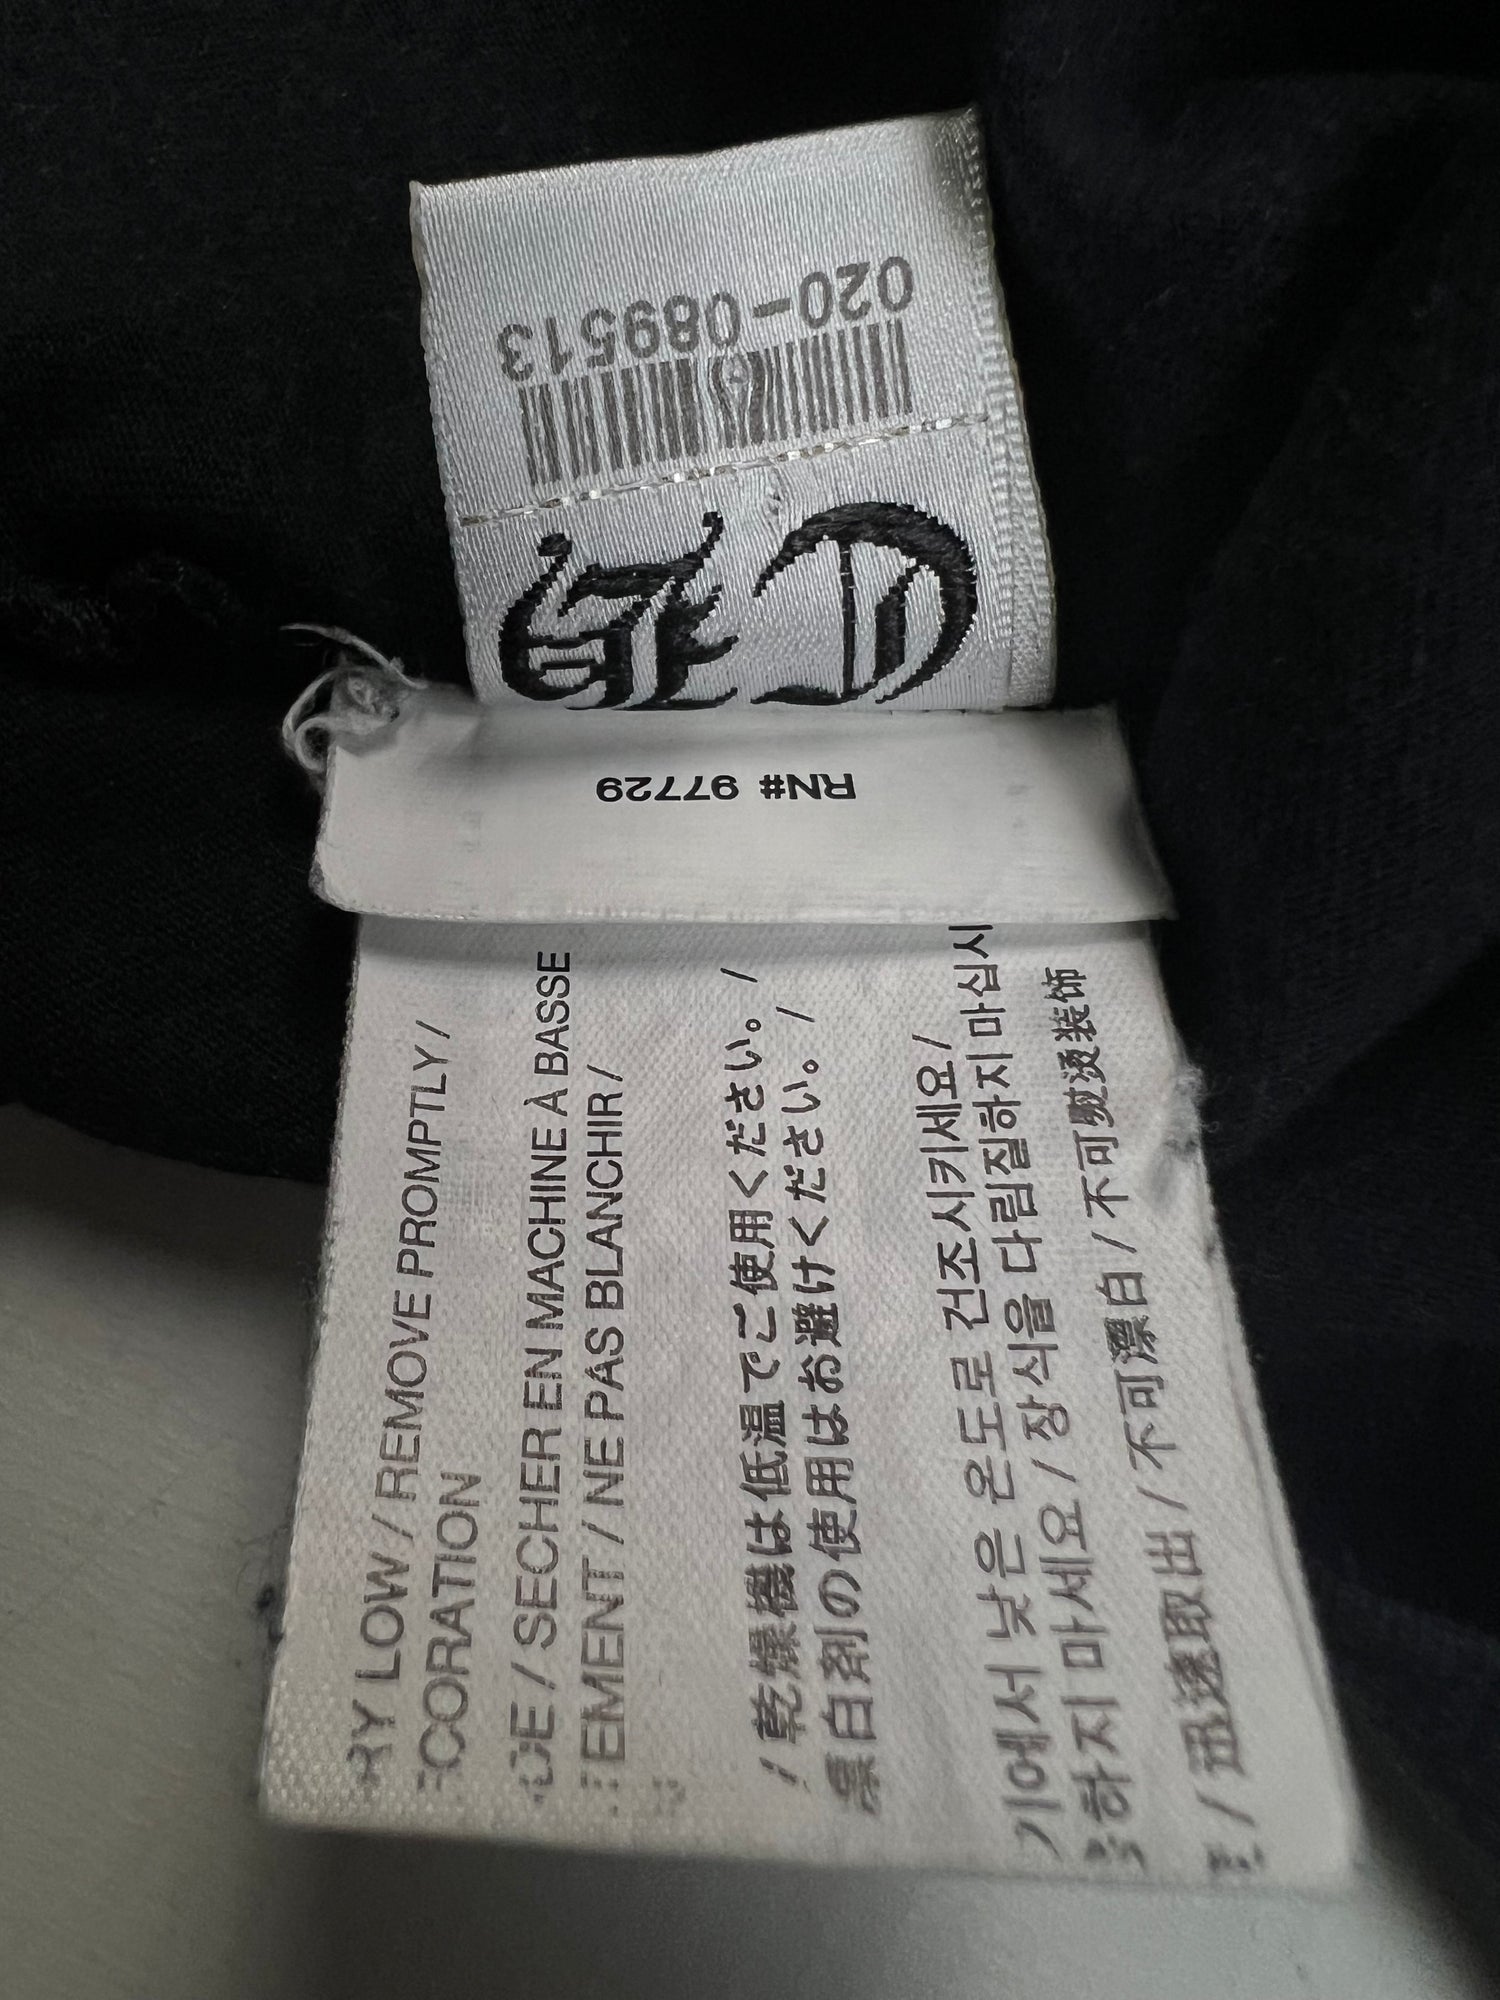 020-089513
CH
RN# 97729
RY LOW / REMOVE PROMPTLY /
CORATION
DE / SECHER EN MACHINE À BASSE
EMENT / NE PAS BLANCHIR /
/ 乾燥機は低温でご使用ください。 /
白剤の使用はお避けください。 /
기에서 낮은 온도로 건조시키세요 /
하지 마세요 / 장식을 다림질하지 마십시
/ 迅速取出 / 不可漂白 / 不可熨烫装饰